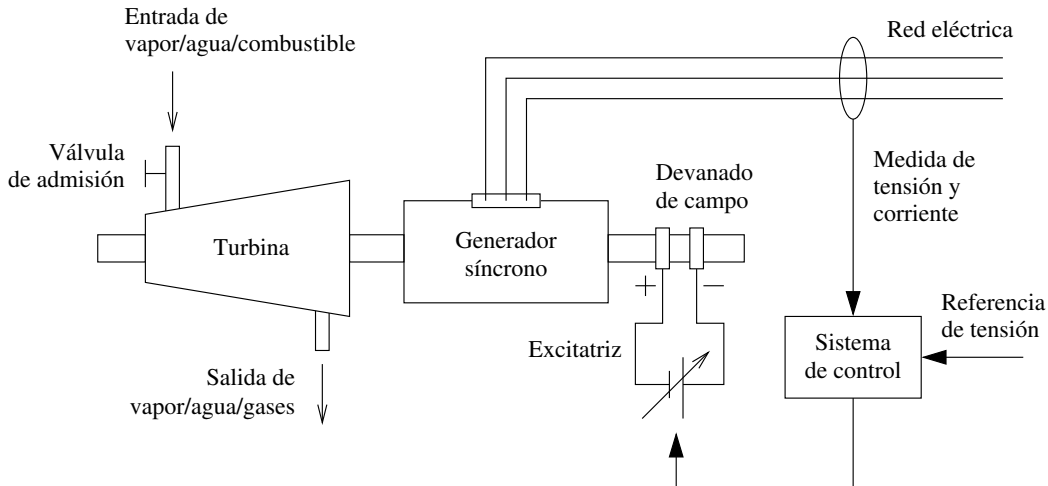 Entrada de
vapor/agua/combustible
Red eléctrica
Válvula
de admisión
Turbina
Generador
síncrono
Devanado
de campo
Medida de
tensión y
corriente
+
−
Excitatriz
Sistema
de control
Referencia
de tensión
Salida de
vapor/agua/gases